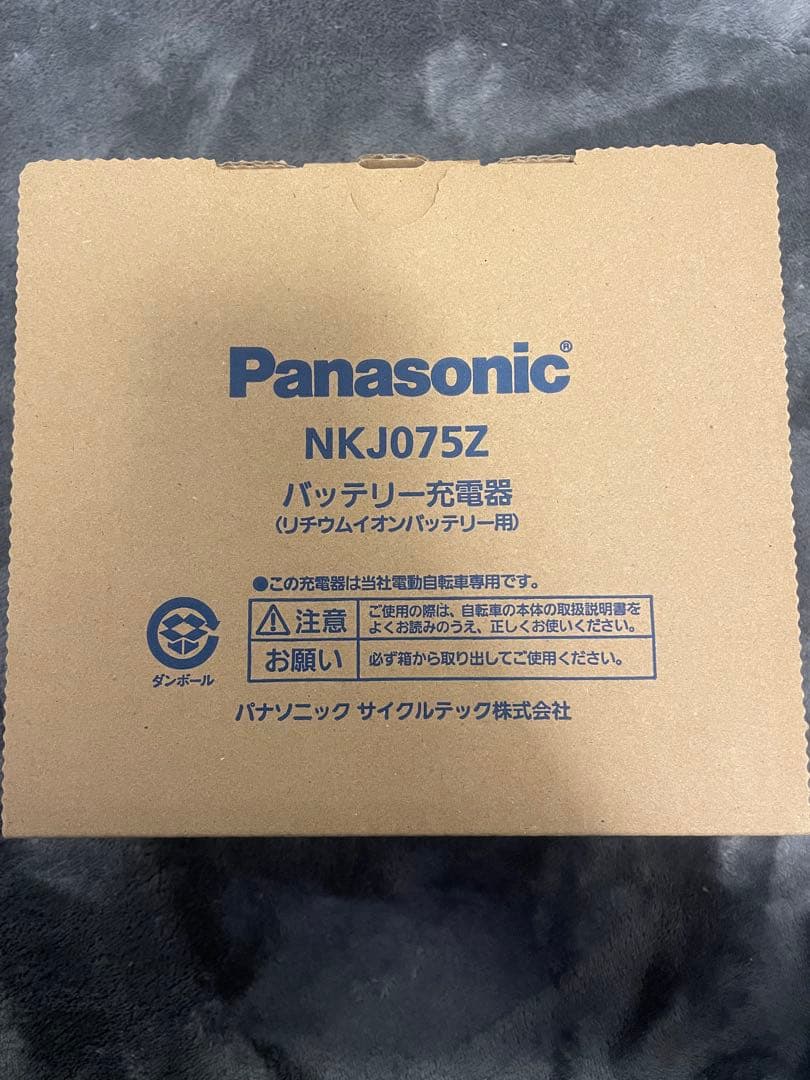 Panasonic®
NKJ075Z
バッテリー充電器
(リチウムイオンバッテリー用)
●この充電器は当社電動自転車専用です。
注意
ご使用の際は、自転車の本体の取扱説明書を
よくお読みのうえ、正しくお使いください。
お願い
必ず箱から取り出してご使用ください。
ダンボール
パナソニック サイクルテック株式会社